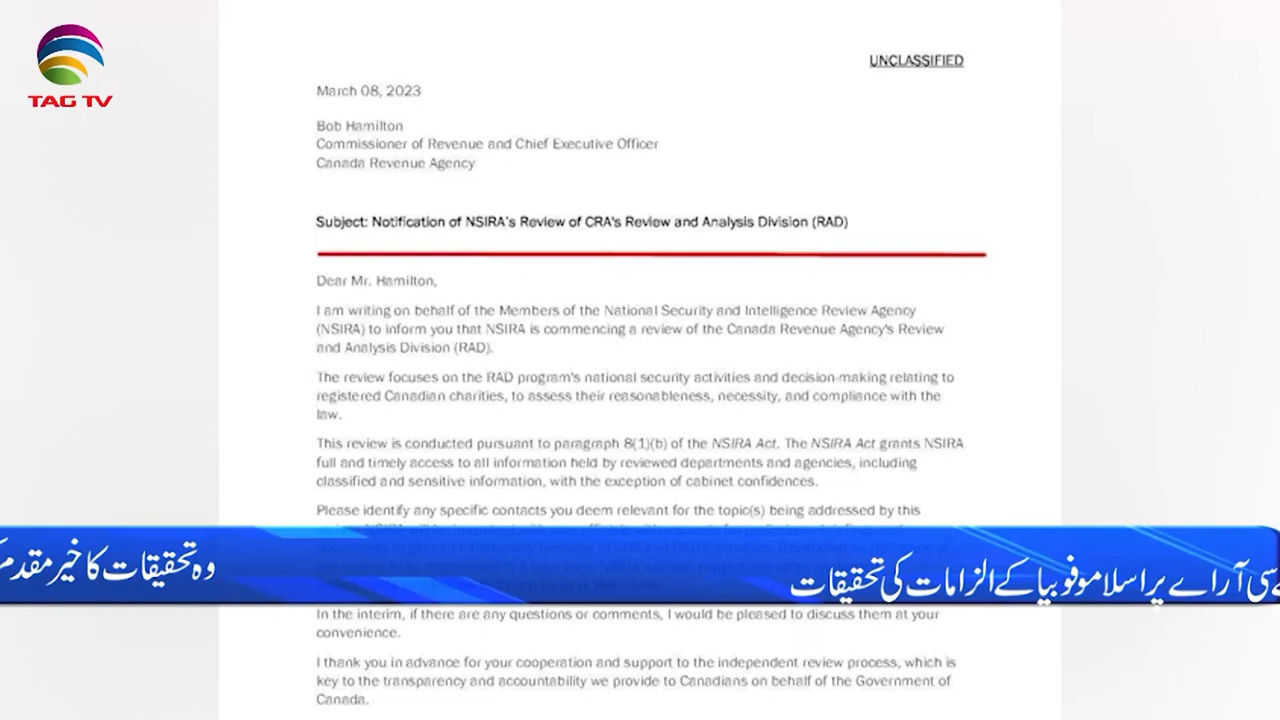 TAG TV
UNCLASSIFIED
March 08, 2023
Bob Hamilton
Commissioner of Revenue and Chief Executive Officer
Canada Revenue Agency
Subject: Notification of NSIRA's Review of CRA's Review and Analysis Division (RAD)
Dear Mr. Hamilton,
I am writing on behalf of the Members of the National Security and Intelligence Review Agency
(NSIRA) to inform you that NSIRA is commencing a review of the Canada Revenue Agency's Review
and Analysis Division (RAD).
The review focuses on the RAD program's national security activities and decision-making relating to
registered Canadian charities, to assess their reasonableness, necessity, and compliance with the
law.
This review is conducted pursuant to paragraph 8(1)(b) of the NSIRA Act. The NSIRA Act grants NSIRA
full and timely access to all information held by reviewed departments and agencies, including
classified and sensitive information, with the exception of cabinet confidences.
Please identify any specific contacts you deem relevant for the topic(s) being addressed by this
سی آر اے پر اسلاموفوبیا کے الزامات کی تحقیقات
وہ تحقیقات کا خیر مقدم
In the interim, if there are any questions or comments, I would be pleased to discuss them at your
convenience.
I thank you in advance for your cooperation and support to the independent review process, which is
key to the transparency and accountability we provide to Canadians on behalf of the Government of
Canada.